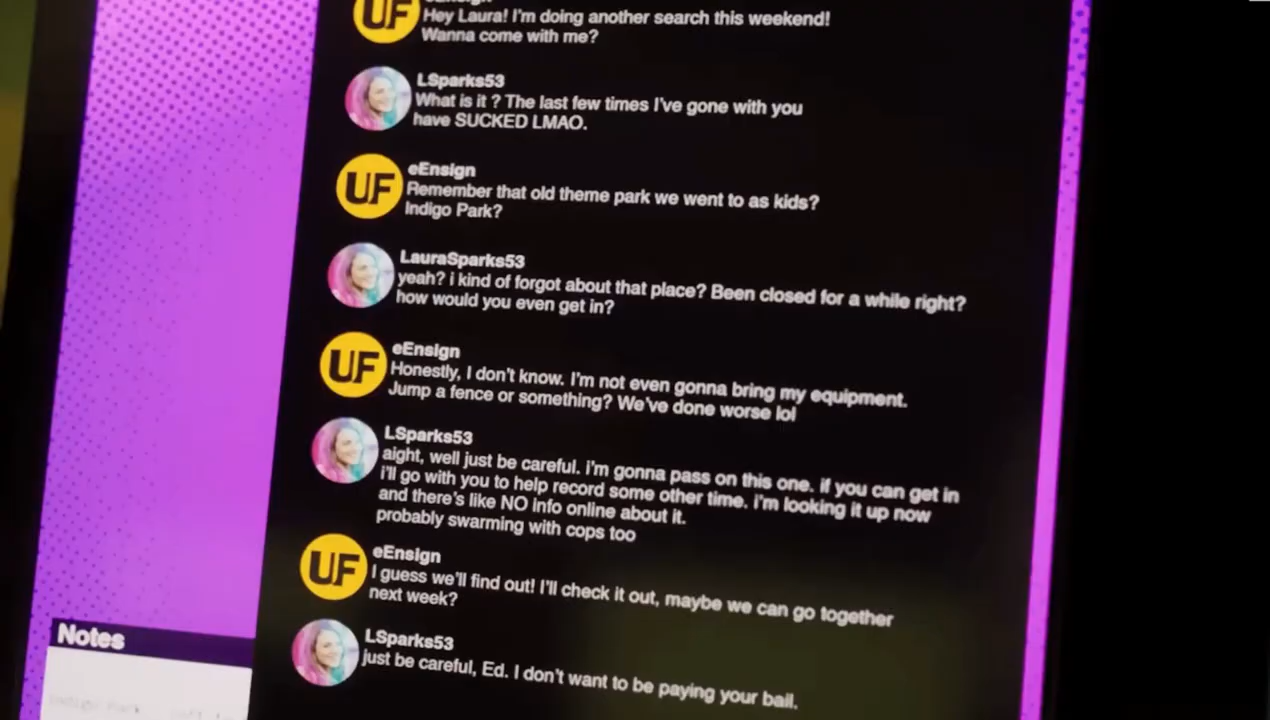 UF
Hey Laura! I'm doing another search this weekend!
Wanna come with me?
LSparks53
What is it ? The last few times I've gone with you
have SUCKED LMAO.
UF
eEnsign
Remember that old theme park we went to as kids?
Indigo Park?
LauraSparks53
yeah? i kind of forgot about that place? Been closed for a while right?
how would you even get in?
UF
eEnsign
Honestly, I don't know. I'm not even gonna bring my equipment.
Jump a fence or something? We've done worse lol
LSparks53
aight, well just be careful. i'm gonna pass on this one. if you can get in
i'll go with you to help record some other time. i'm looking it up now
and there's like NO info online about it.
probably swarming with cops too
UF
eEnsign
I guess we'll find out! I'll check it out, maybe we can go together
next week?
LSparks53
just be careful, Ed. I don't want to be paying your bail.
Notes